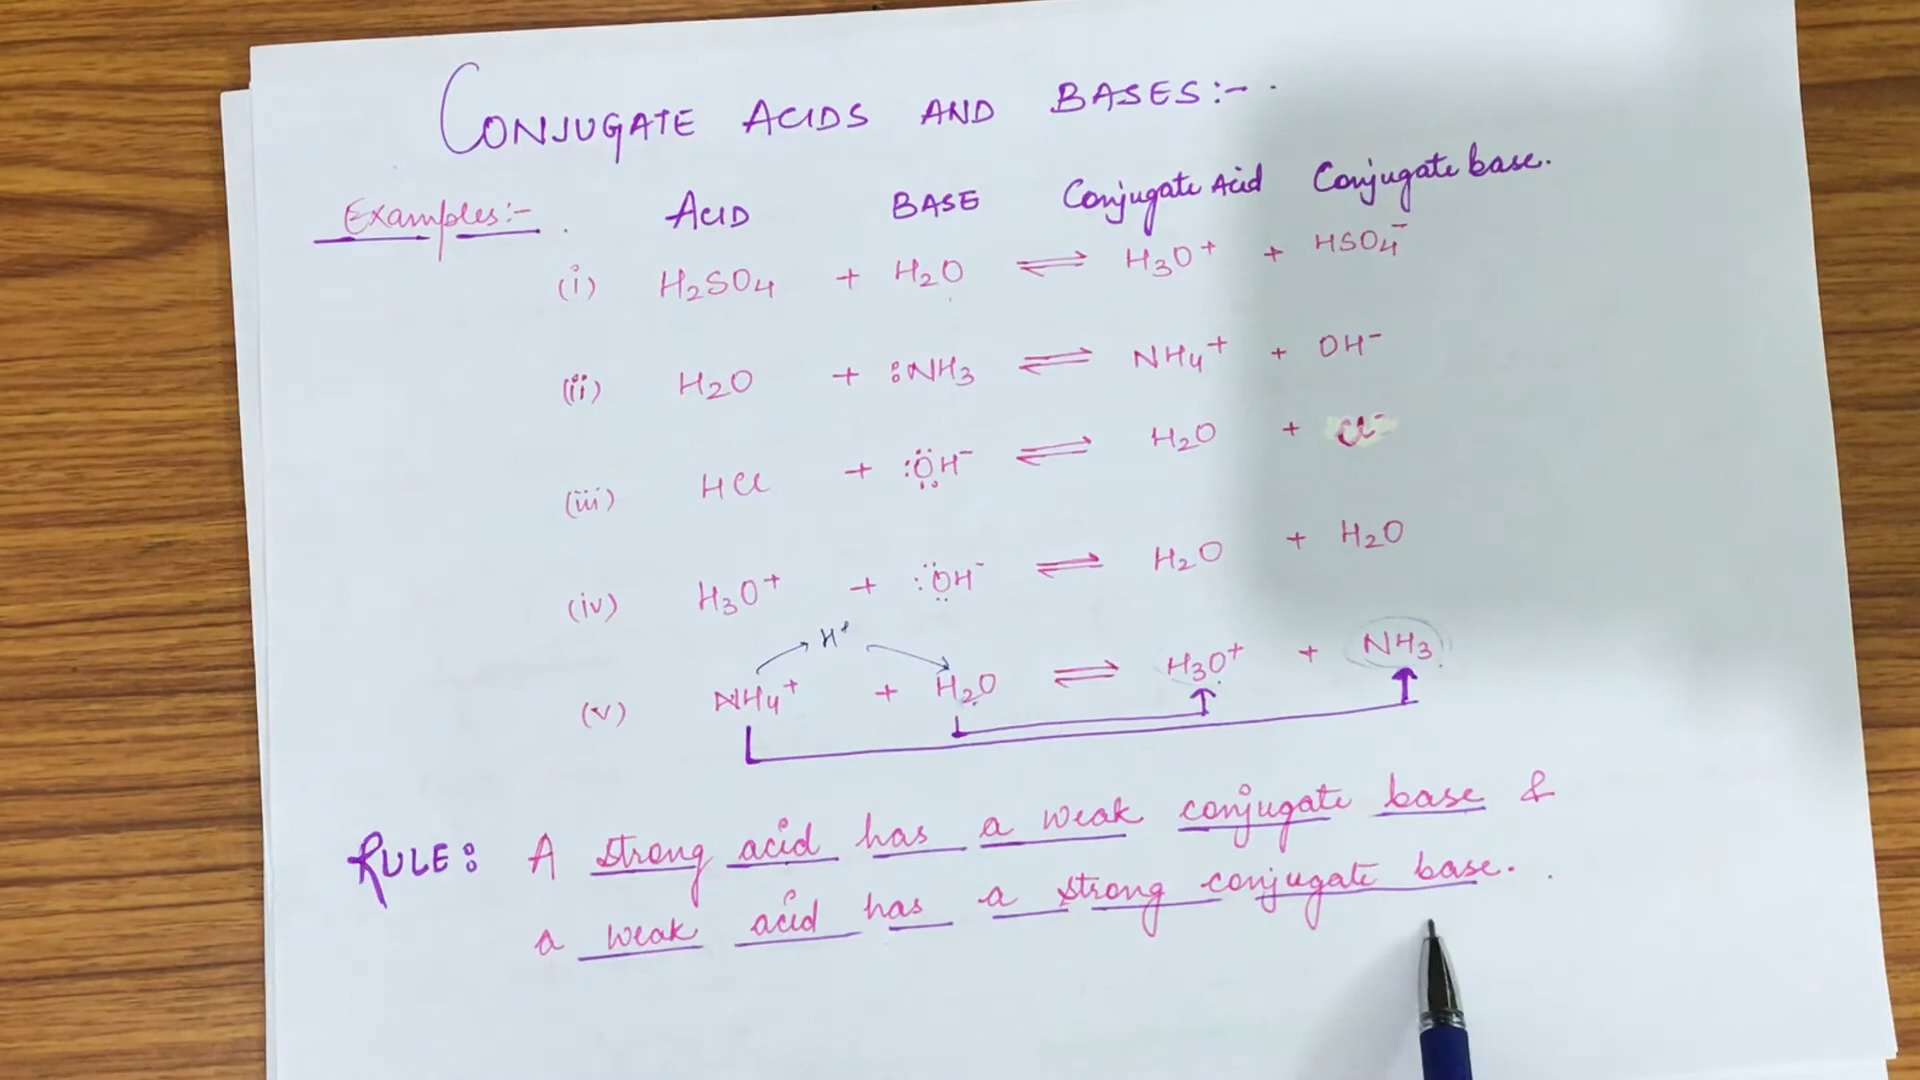 CONJUGATE ACIDS AND BASES:-
Examples:- ACID BASE Conjugate Acid Conjugate base.
(i) H2SO4 + H2O ⇌ H3O+ + HSO4-
(ii) H2O + :NH3 ⇌ NH4+ + OH-
(iii) HCl + :ÖH- ⇌ H2O + Cl-
(iv) H3O+ + :ÖH- ⇌ H2O + H2O
H+
(v) NH4+ + H2O ⇌ H3O+ + NH3
RULE: A strong acid has a weak conjugate base &
a weak acid has a strong conjugate base.